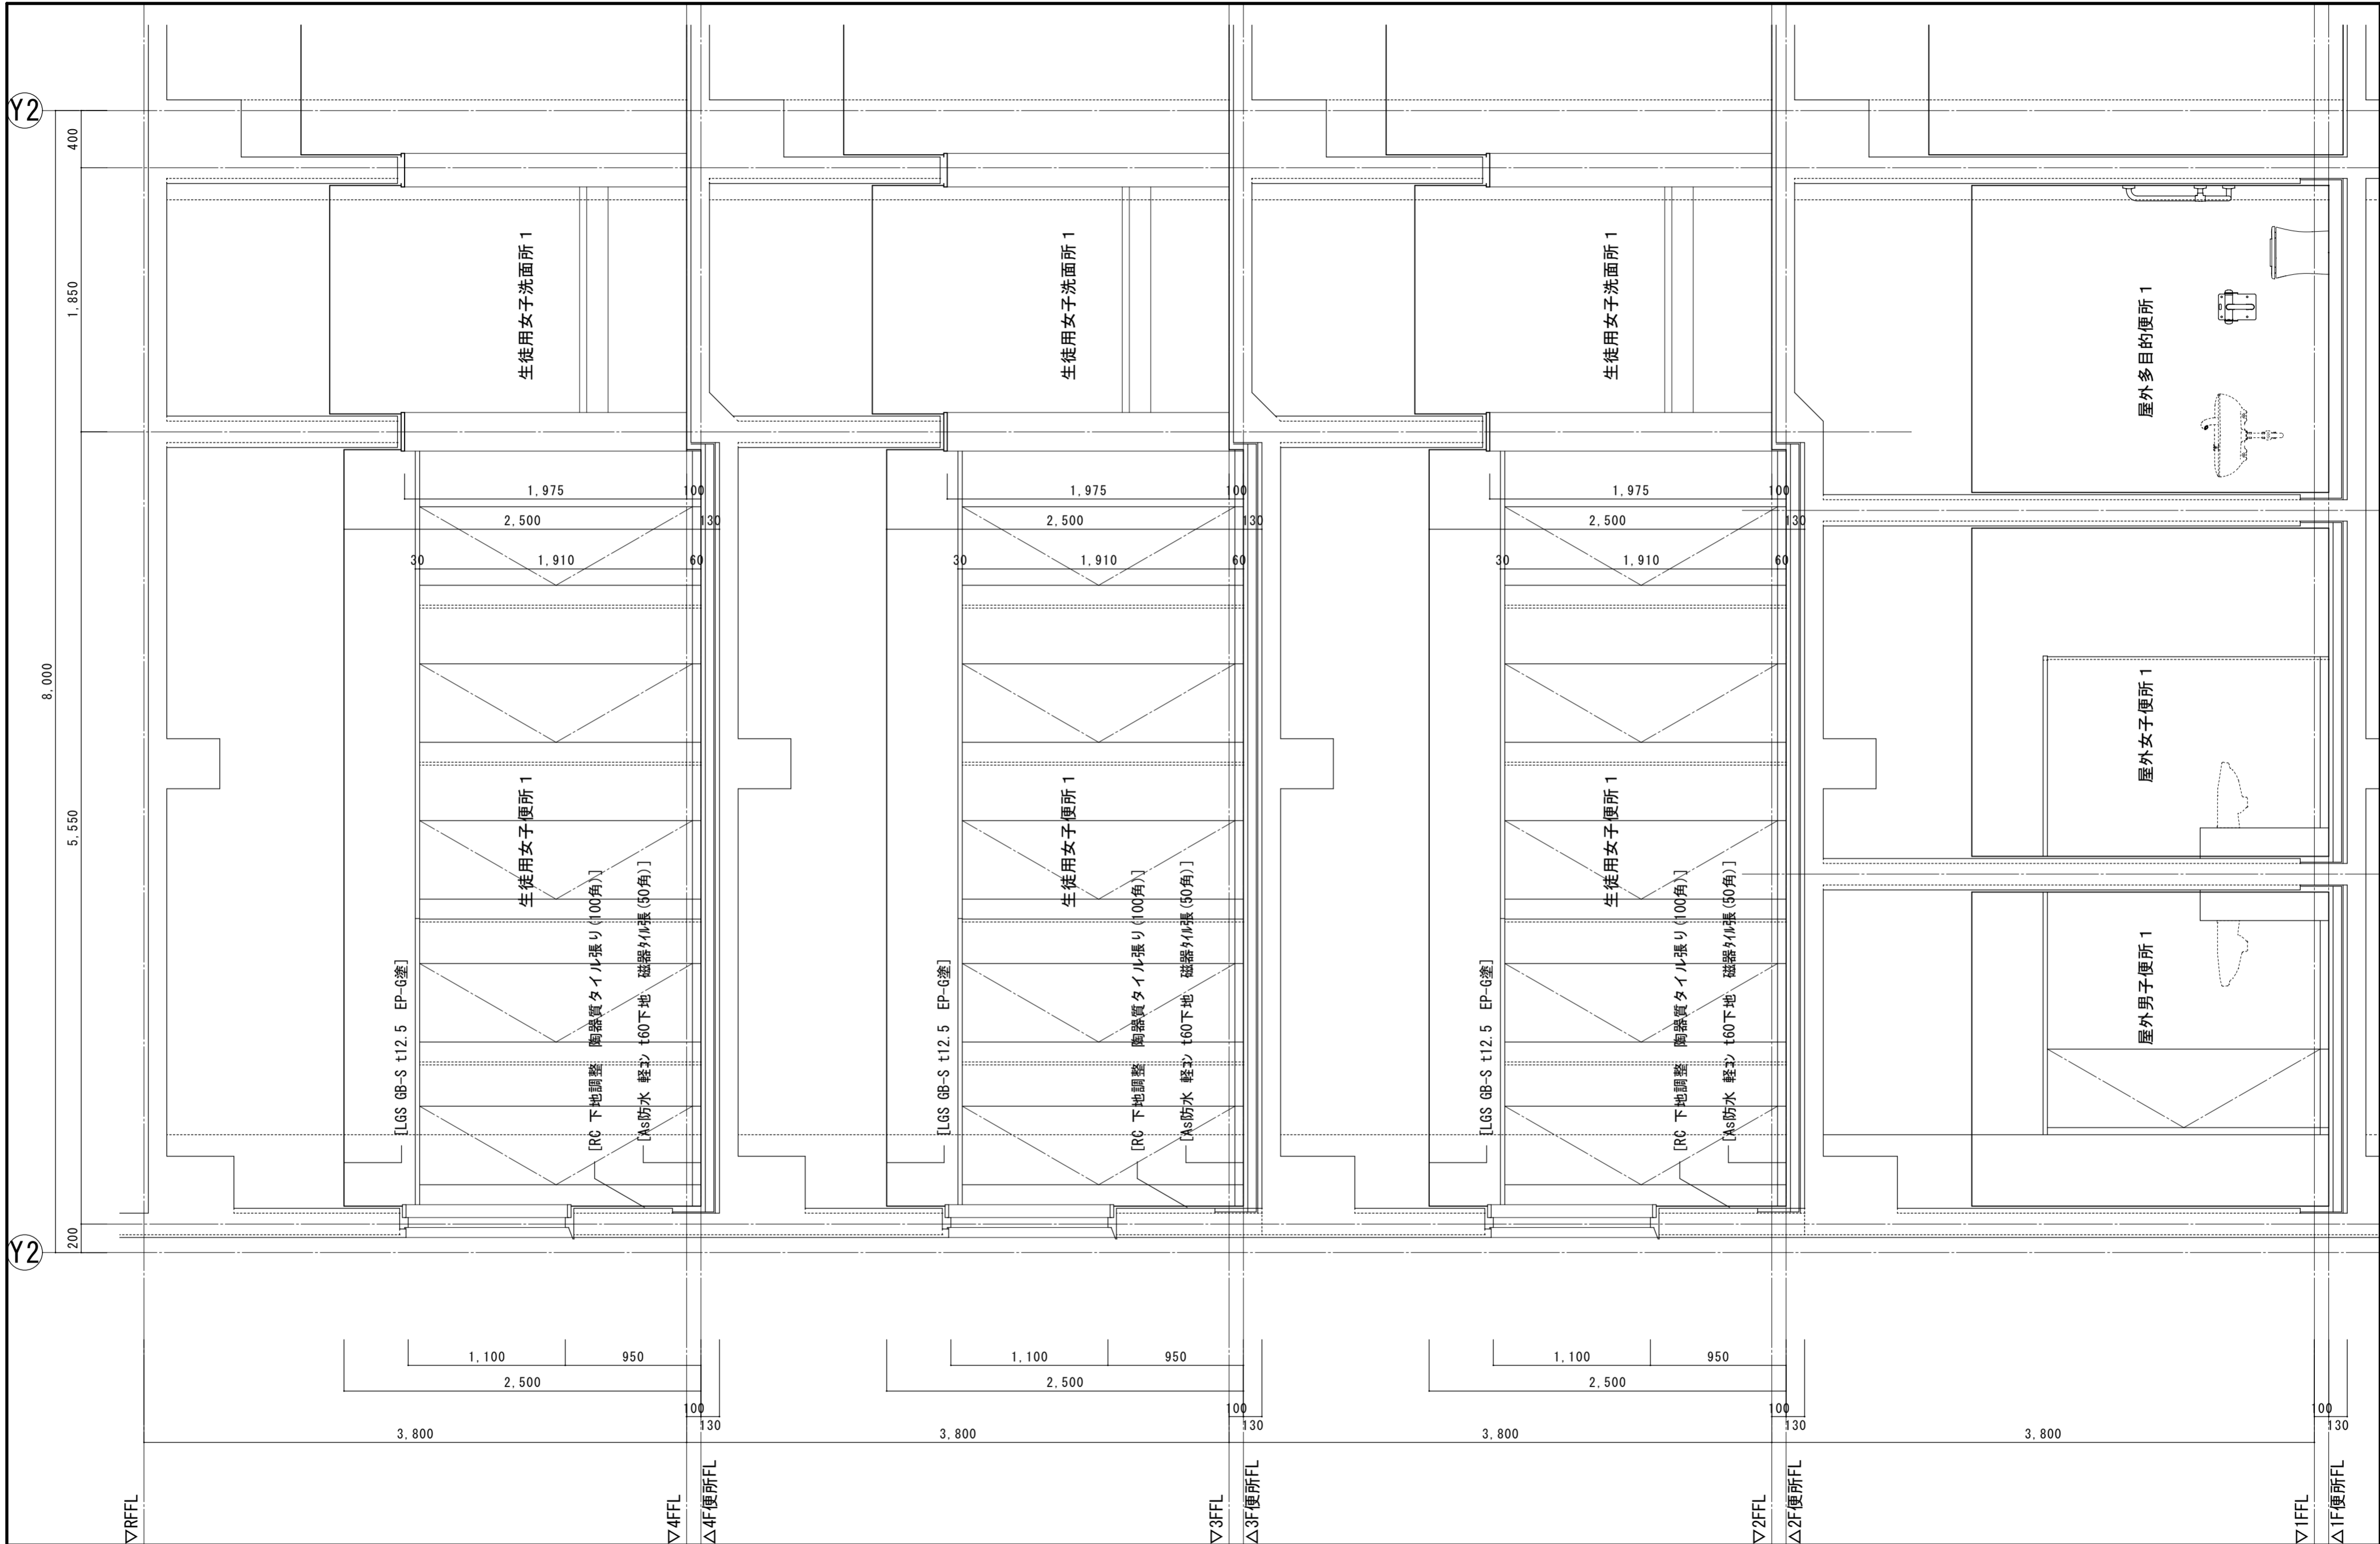 Y2
400
1,850
8,000
5,550
200
Y2
生徒用女子洗面所1
生徒用女子洗面所1
生徒用女子洗面所1
屋外多目的便所1
1,975
100
2,500
130
30
1,910
60
1,975
100
2,500
130
30
1,910
60
1,975
100
2,500
130
30
1,910
60
生徒用女子便所1
生徒用女子便所1
生徒用女子便所1
屋外女子便所1
屋外男子便所1
[LGS GB-S t12.5 EP-G塗]
[RC 下地調整 陶器質タイル張り(100角)]
[As防水 軽コン t60下地 磁器タイル張(50角)]
[LGS GB-S t12.5 EP-G塗]
[RC 下地調整 陶器質タイル張り(100角)]
[As防水 軽コン t60下地 磁器タイル張(50角)]
[LGS GB-S t12.5 EP-G塗]
[RC 下地調整 陶器質タイル張り(100角)]
[As防水 軽コン t60下地 磁器タイル張(50角)]
1,100
950
2,500
100
130
3,800
1,100
950
2,500
100
130
3,800
1,100
950
2,500
100
130
3,800
100
130
3,800
▽RFFL
▽4FFL
△4F便所FL
▽3FFL
△3F便所FL
▽2FFL
△2F便所FL
▽1FFL
△1F便所FL